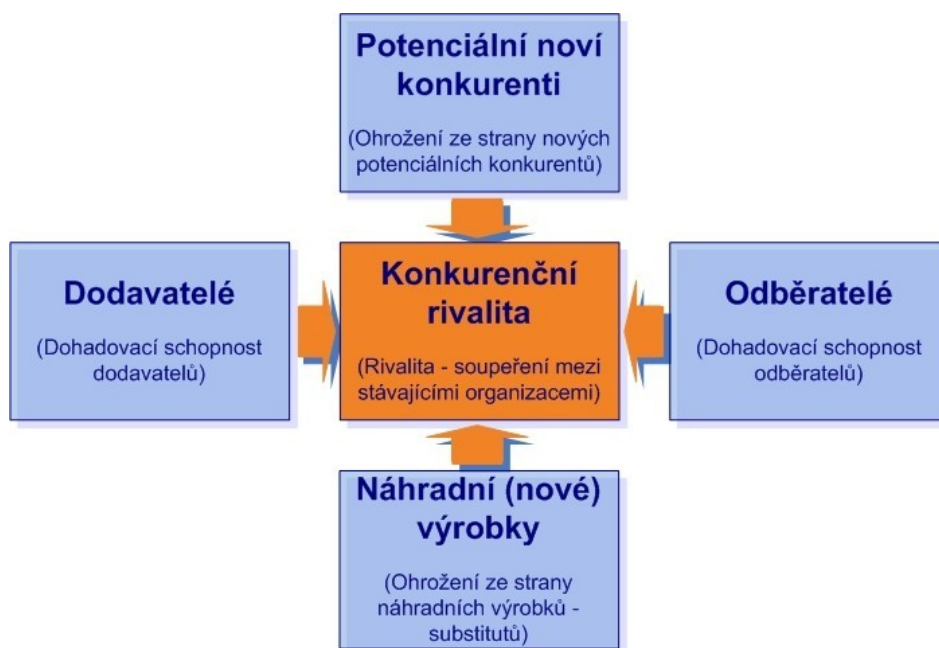 Potenciální noví
konkurenti
(Ohrožení ze strany nových
potenciálních konkurentů)
Dodavatelé
(Dohadovací schopnost
dodavatelů)
Konkurenční
rivalita
(Rivalita - soupeření mezi
stávajícími organizacemi)
Odběratelé
(Dohadovací schopnost
odběratelů)
Náhradní (nové)
výrobky
(Ohrožení ze strany
náhradních výrobků -
substitutů)